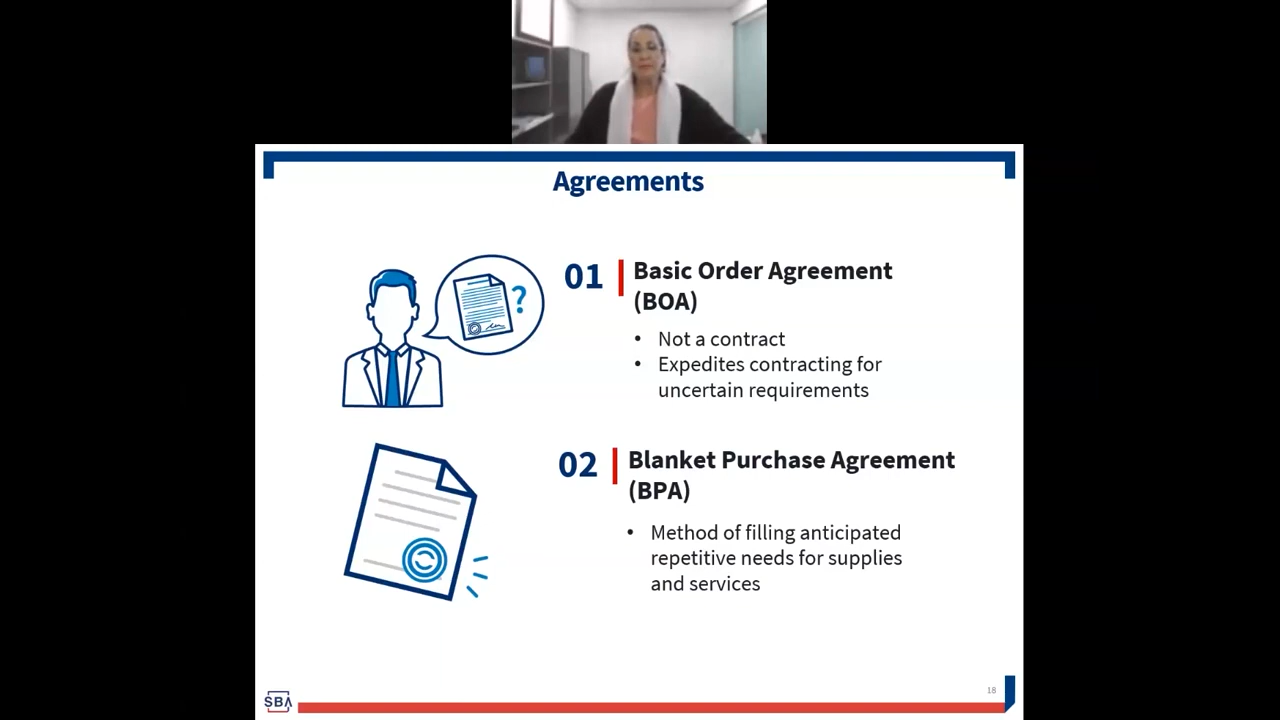 Agreements
?
01
Basic Order Agreement
(BOA)
• Not a contract
• Expedites contracting for
uncertain requirements
02
Blanket Purchase Agreement
(BPA)
• Method of filling anticipated
repetitive needs for supplies
and services
18
SBA